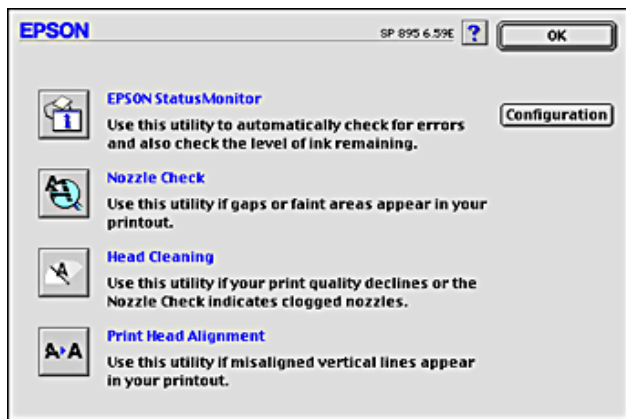 EPSON
SP 895 6.59E ? OK
EPSON StatusMonitor
Use this utility to automatically check for errors
and also check the level of ink remaining.
Configuration
Nozzle Check
Use this utility if gaps or faint areas appear in your
printout.
Head Cleaning
Use this utility if your print quality declines or the
Nozzle Check indicates clogged nozzles.
Print Head Alignment
Use this utility if misaligned vertical lines appear
in your printout.